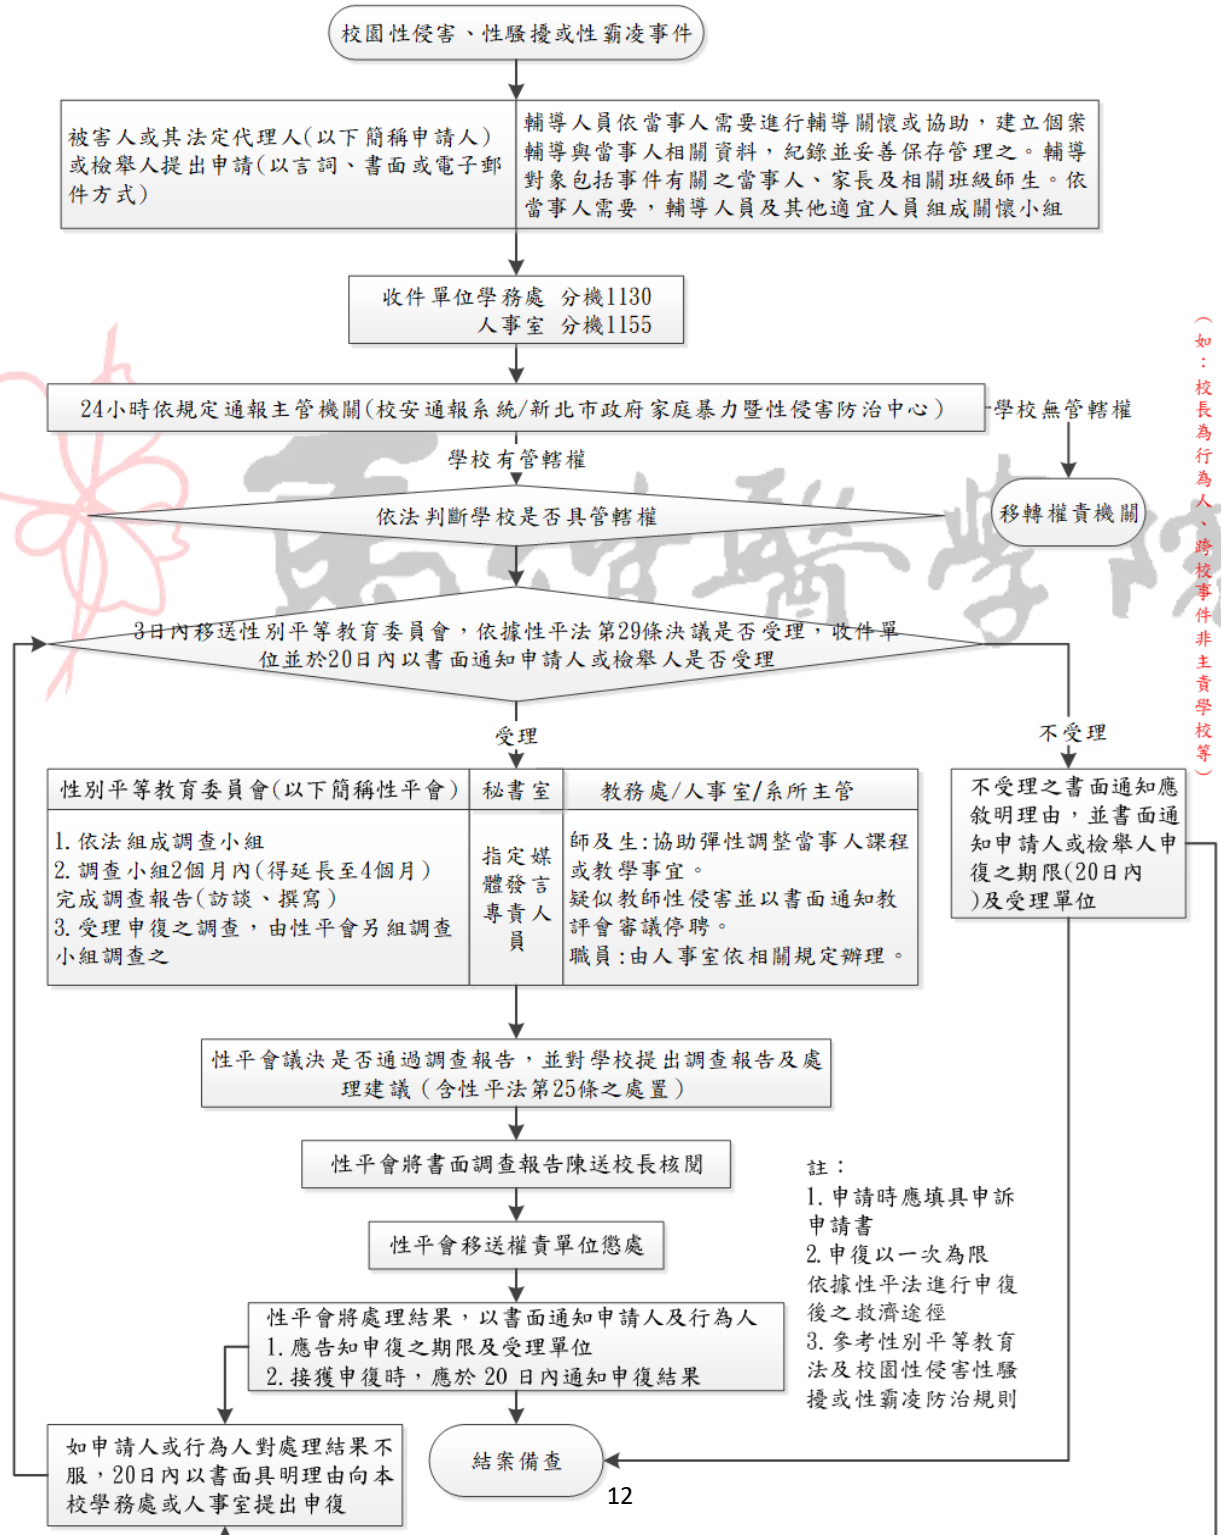 校園性侵害、性騷擾或性霸凌事件
被害人或其法定代理人(以下簡稱申請人)
或檢舉人提出申請(以言詞、書面或電子郵
件方式)
輔導人員依當事人需要進行輔導關懷或協助，建立個案
輔導與當事人相關資料，紀錄並妥善保存管理之。輔導
對象包括事件有關之當事人、家長及相關班級師生。依
當事人需要，輔導人員及其他適宜人員組成關懷小組
收件單位學務處 分機1130
人事室 分機1155
24小時依規定通報主管機關(校安通報系統/新北市政府家庭暴力暨性侵害防治中心)
學校無管轄權
學校有管轄權
依法判斷學校是否具管轄權
移轉權責機關
(如：校長為行為人、跨校事件非主責學校等)
馬偕醫學院
3日內移送性別平等教育委員會，依據性平法第29條決議是否受理，收件單
位並於20日內以書面通知申請人或檢舉人是否受理
受理
不受理
性別平等教育委員會(以下簡稱性平會)
1.依法組成調查小組
2.調查小組2個月內(得延長至4個月)
完成調查報告(訪談、撰寫)
3.受理申復之調查，由性平會另組調查
小組調查之
秘書室
指定媒
體發言
專責人
員
教務處/人事室/系所主管
師及生:協助彈性調整當事人課程
或教學事宜。
疑似教師性侵害並以書面通知教
評會審議停聘。
職員:由人事室依相關規定辦理。
不受理之書面通知應
敘明理由，並書面通
知申請人或檢舉人申
復之期限(20日內
)及受理單位
性平會議決是否通過調查報告，並對學校提出調查報告及處
理建議（含性平法第25條之處置）
性平會將書面調查報告陳送校長核閱
性平會移送權責單位懲處
性平會將處理結果，以書面通知申請人及行為人
1.應告知申復之期限及受理單位
2.接獲申復時，應於 20 日內通知申復結果
註：
1.申請時應填具申訴
申請書
2.申復以一次為限
依據性平法進行申復
後之救濟途徑
3.參考性別平等教育
法及校園性侵害性騷
擾或性霸凌防治規則
如申請人或行為人對處理結果不
服，20日內以書面具明理由向本
校學務處或人事室提出申復
結案備查
12